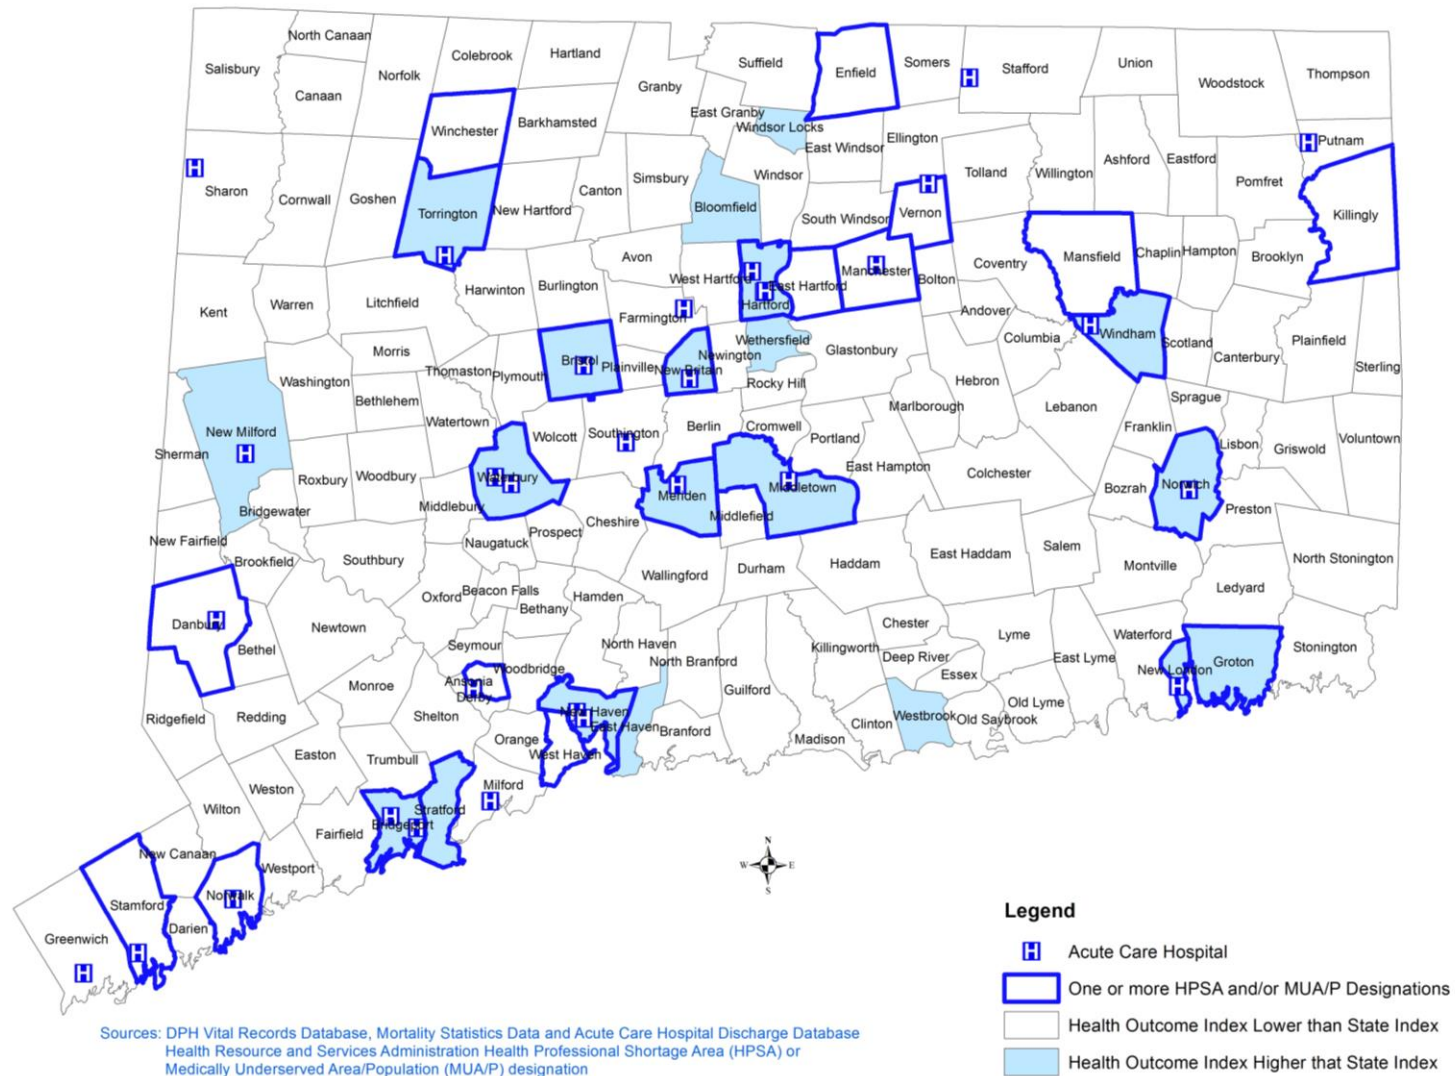 North Canaan
Colebrook
Hartland
Salisbury
Norfolk
Canaan
Granby
Suffield
Enfield
Somers
Stafford
Union
Woodstock
Thompson
Winchester
Barkhamsted
East Granby
Windsor Locks
East Windsor
Ellington
Putnam
Sharon
Cornwall
Goshen
Torrington
New Hartford
Canton
Simsbury
Bloomfield
Windsor
South Windsor
Vernon
Tolland
Willington
Ashford
Eastford
Pomfret
Killingly
Kent
Warren
Litchfield
Harwinton
Burlington
Avon
West Hartford
Hartford
East Hartford
Manchester
Bolton
Coventry
Mansfield
Chaplin
Hampton
Brooklyn
Farmington
Andover
Columbia
Windham
Scotland
Canterbury
Plainfield
Sterling
Morris
Washington
Bethlehem
Thomaston
Plymouth
Bristol
Plainville
New Britain
Newington
Wethersfield
Rocky Hill
Glastonbury
Hebron
Marlborough
Lebanon
Sprague
Franklin
Lisbon
Griswold
Voluntown
New Milford
Sherman
Roxbury
Woodbury
Watertown
Wolcott
Southington
Berlin
Cromwell
Portland
East Hampton
Colchester
Bozrah
Norwich
Preston
Bridgewater
Middlebury
Waterbury
Meriden
Middletown
Middlefield
Cheshire
Prospect
Naugatuck
New Fairfield
Brookfield
Southbury
Oxford
Beacon Falls
Bethany
Hamden
Wallingford
Durham
Haddam
East Haddam
Salem
Montville
Ledyard
North Stonington
Danbury
Bethel
Newtown
Seymour
Woodbridge
North Haven
North Branford
Killingworth
Chester
Deep River
Essex
Lyme
East Lyme
Waterford
New London
Groton
Stonington
Ansonia
Derby
Monroe
Shelton
Ridgefield
Redding
Guilford
New Haven
East Haven
Branford
Madison
Clinton
Westbrook
Old Saybrook
Old Lyme
Orange
West Haven
Easton
Trumbull
Milford
Weston
Wilton
Fairfield
Bridgeport
Stratford
New Canaan
Westport
Norwalk
Stamford
Darien
Greenwich
N
W E
S
Legend
H Acute Care Hospital
One or more HPSA and/or MUA/P Designations
Health Outcome Index Lower than State Index
Health Outcome Index Higher that State Index
Sources: DPH Vital Records Database, Mortality Statistics Data and Acute Care Hospital Discharge Database
Health Resource and Services Administration Health Professional Shortage Area (HPSA) or
Medically Underserved Area/Population (MUA/P) designation